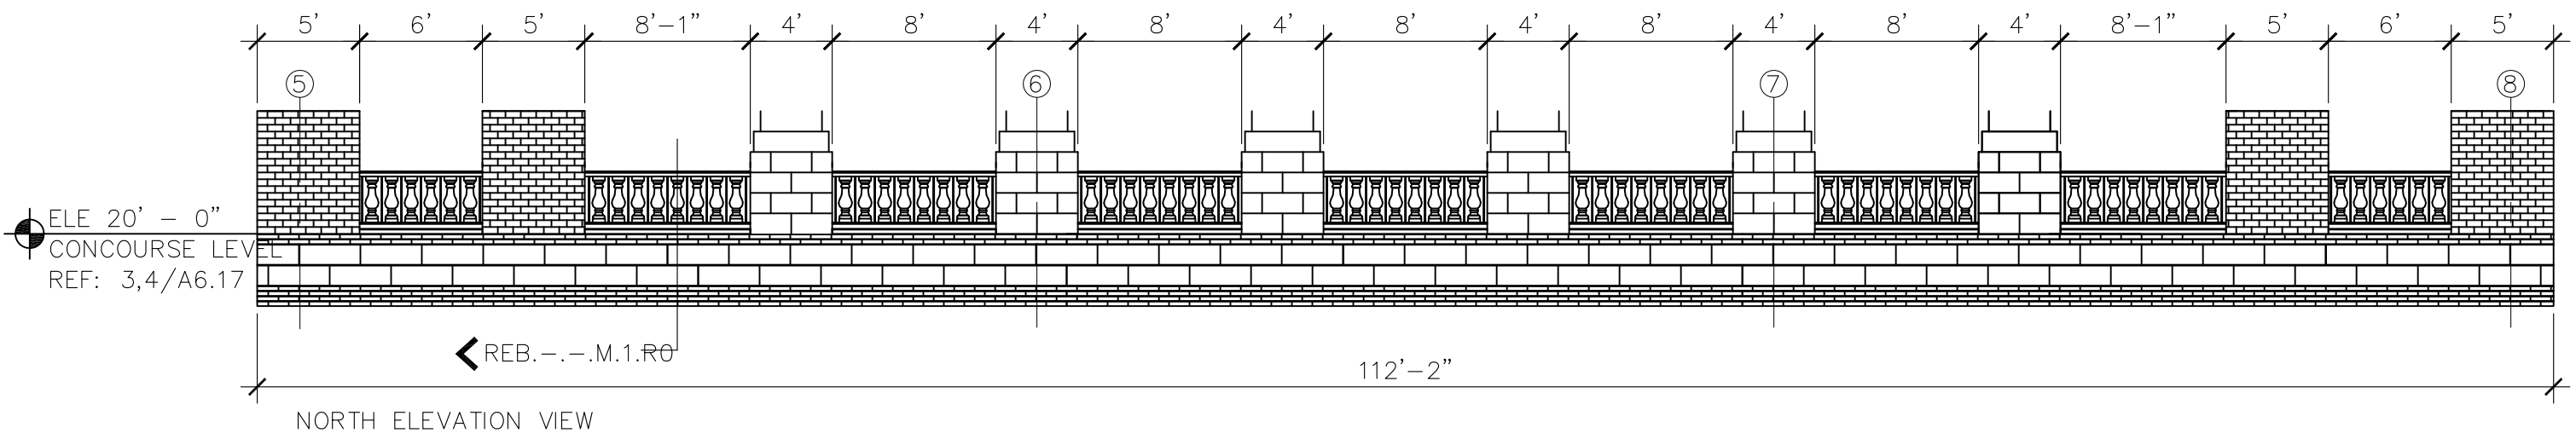 5' 6' 5' 8'-1" 4' 8' 4' 8' 4' 8' 4' 8' 4' 8' 4' 8'-1" 5' 6' 5'
5 6 7 8
ELE 20' - 0"
CONCOURSE LEVEL
REF: 3,4/A6.17
REB.-.-.M.1.R0
112'-2"
NORTH ELEVATION VIEW